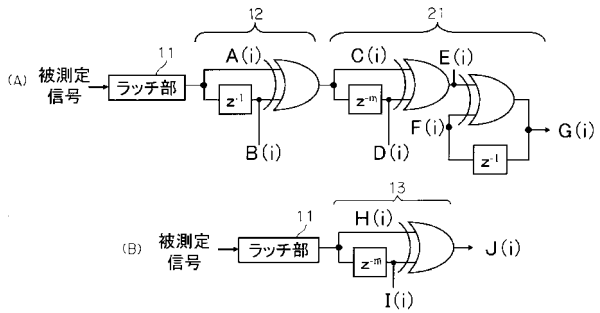 12
21
11
A(i)
C(i)
E(i)
(A)
被測定
信号
ラッチ部
z⁻¹
z⁻ᵐ
F(i)
G(i)
B(i)
D(i)
z⁻¹
13
11
H(i)
(B)
被測定
信号
ラッチ部
z⁻ᵐ
J(i)
I(i)